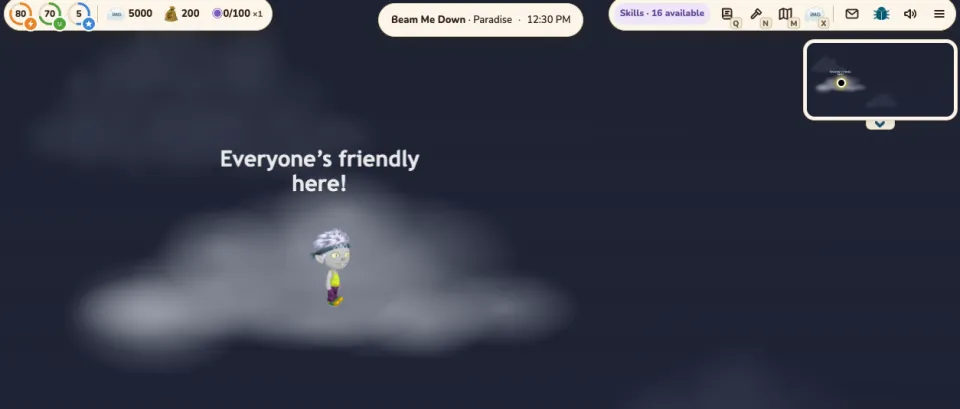 80 70 5 5000 200 0/100 ×1
Beam Me Down · Paradise · 12:30 PM
Skills · 16 available
Q N M X
Everyone's friendly
here!